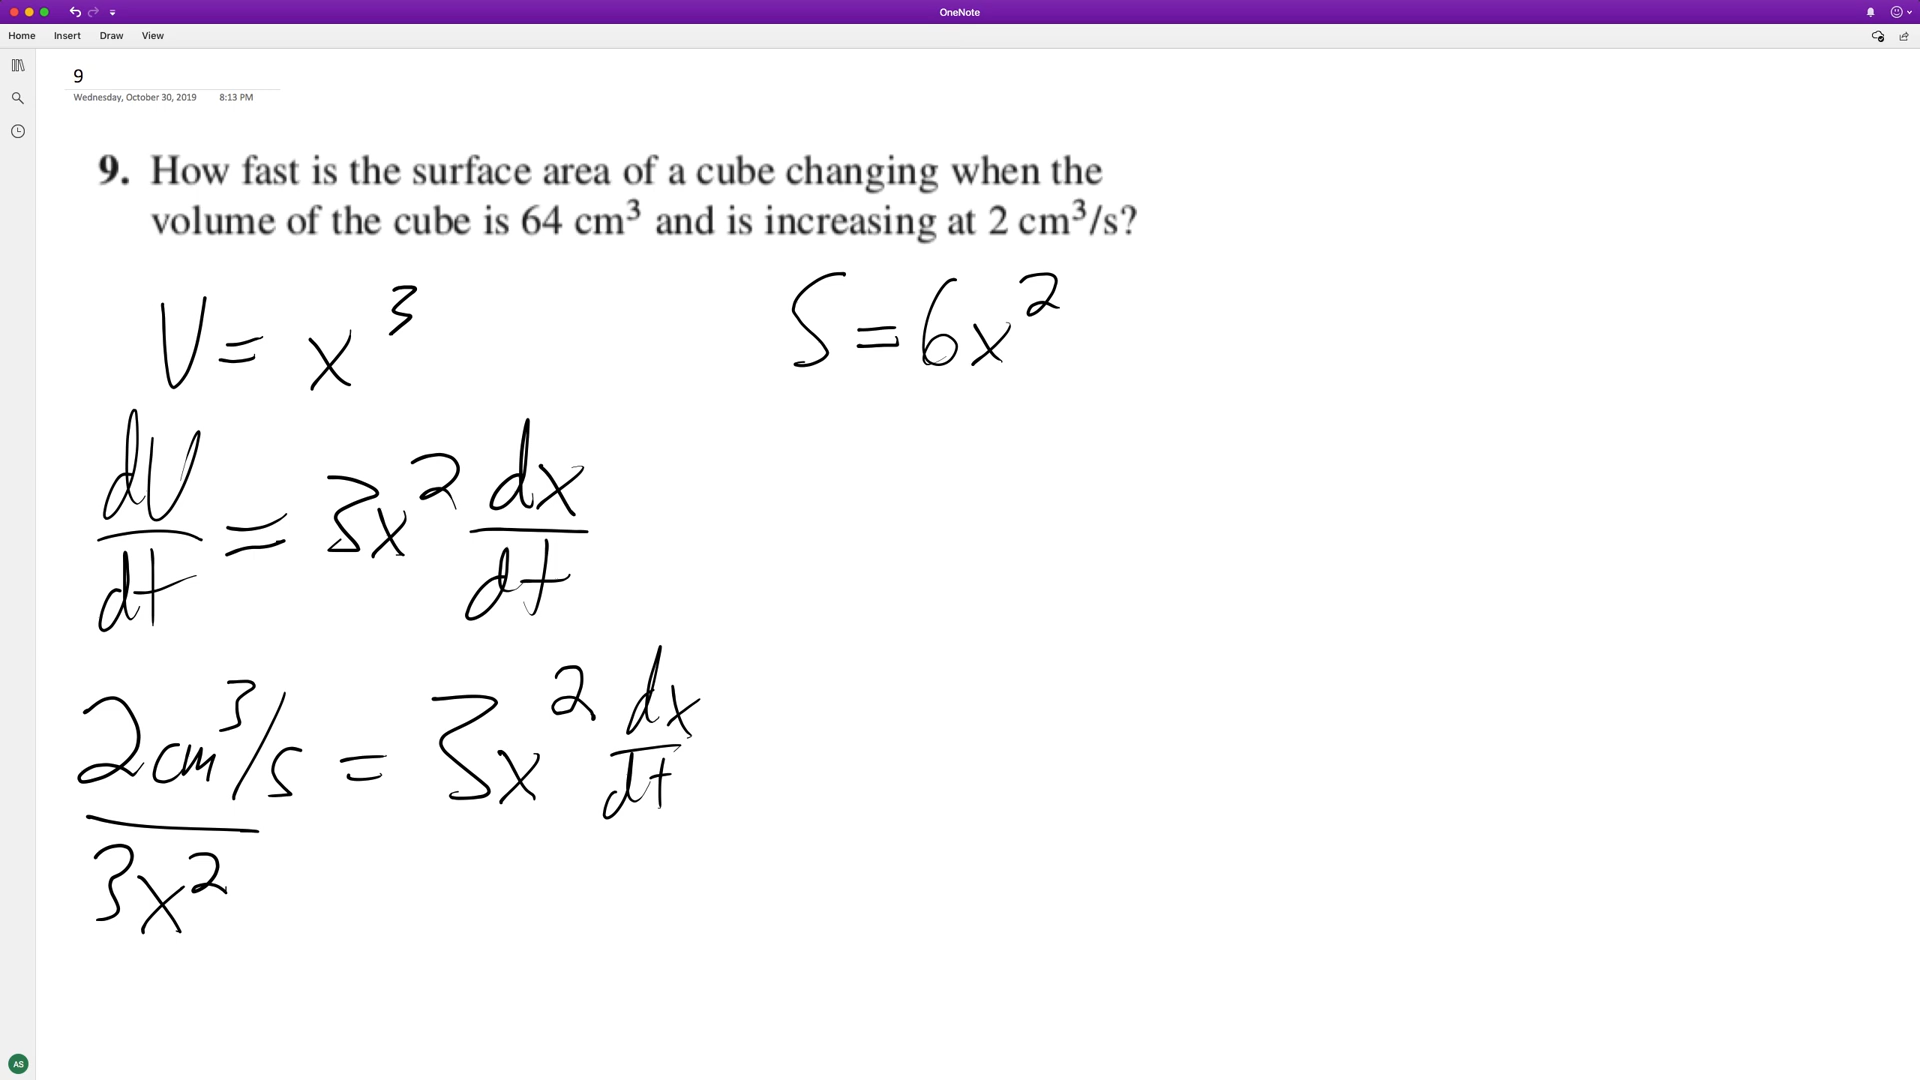 OneNote
Home Insert Draw View
9
Wednesday, October 30, 2019 8:13 PM
9. How fast is the surface area of a cube changing when the
volume of the cube is 64 cm³ and is increasing at 2 cm³/s?
V = x³
S = 6x²
dV/dt = 3x² dx/dt
2cm³/s = 3x² dx/dt
3x²
AS